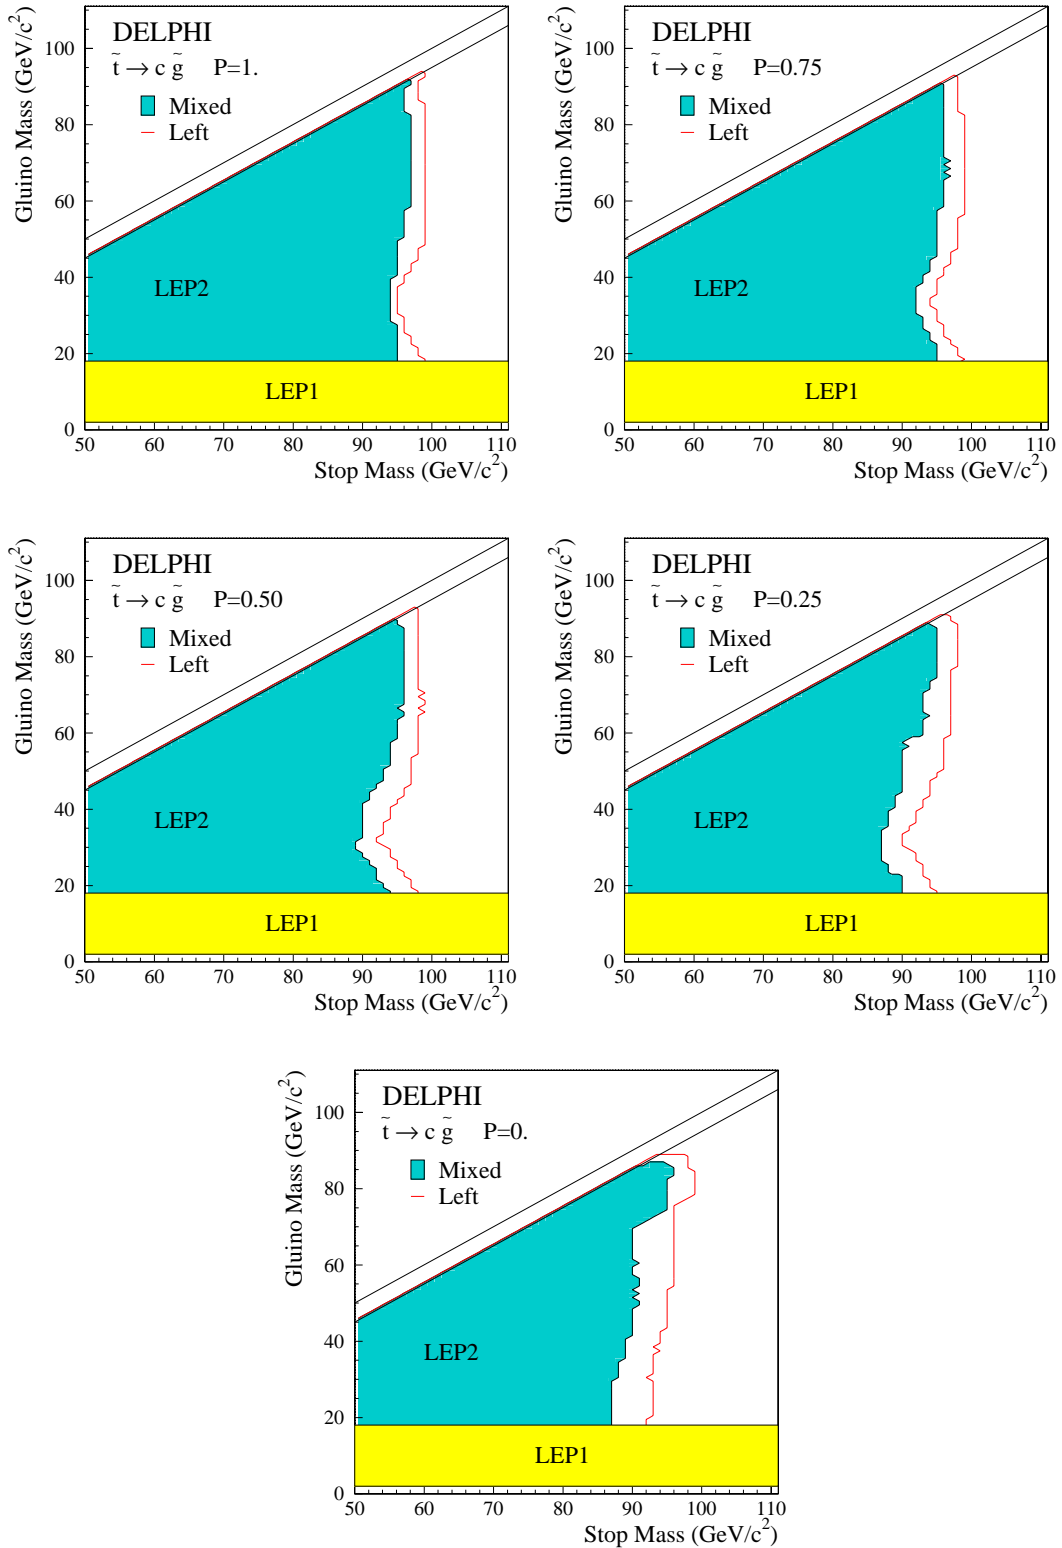 Gluino Mass (GeV/c²)
DELPHI
t̃ → c g̃ P=1.
Mixed
Left
LEP2
LEP1
0
20
40
60
80
100
50 60 70 80 90 100 110
Stop Mass (GeV/c²)
Gluino Mass (GeV/c²)
DELPHI
t̃ → c g̃ P=0.75
Mixed
Left
LEP2
LEP1
0
20
40
60
80
100
50 60 70 80 90 100 110
Stop Mass (GeV/c²)
Gluino Mass (GeV/c²)
DELPHI
t̃ → c g̃ P=0.50
Mixed
Left
LEP2
LEP1
0
20
40
60
80
100
50 60 70 80 90 100 110
Stop Mass (GeV/c²)
Gluino Mass (GeV/c²)
DELPHI
t̃ → c g̃ P=0.25
Mixed
Left
LEP2
LEP1
0
20
40
60
80
100
50 60 70 80 90 100 110
Stop Mass (GeV/c²)
Gluino Mass (GeV/c²)
DELPHI
t̃ → c g̃ P=0.
Mixed
Left
LEP2
LEP1
0
20
40
60
80
100
50 60 70 80 90 100 110
Stop Mass (GeV/c²)